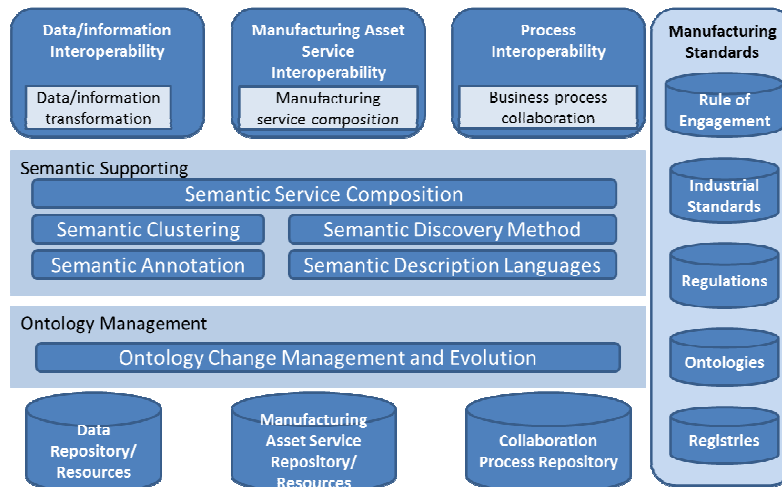 Data/information
Interoperability
Data/information
transformation
Manufacturing Asset
Service
Interoperability
Manufacturing
service composition
Process
Interoperability
Business process
collaboration
Manufacturing
Standards
Rule of
Engagement
Industrial
Standards
Regulations
Ontologies
Registries
Semantic Supporting
Semantic Service Composition
Semantic Clustering
Semantic Discovery Method
Semantic Annotation
Semantic Description Languages
Ontology Management
Ontology Change Management and Evolution
Data
Repository/
Resources
Manufacturing
Asset Service
Repository/
Resources
Collaboration
Process Repository